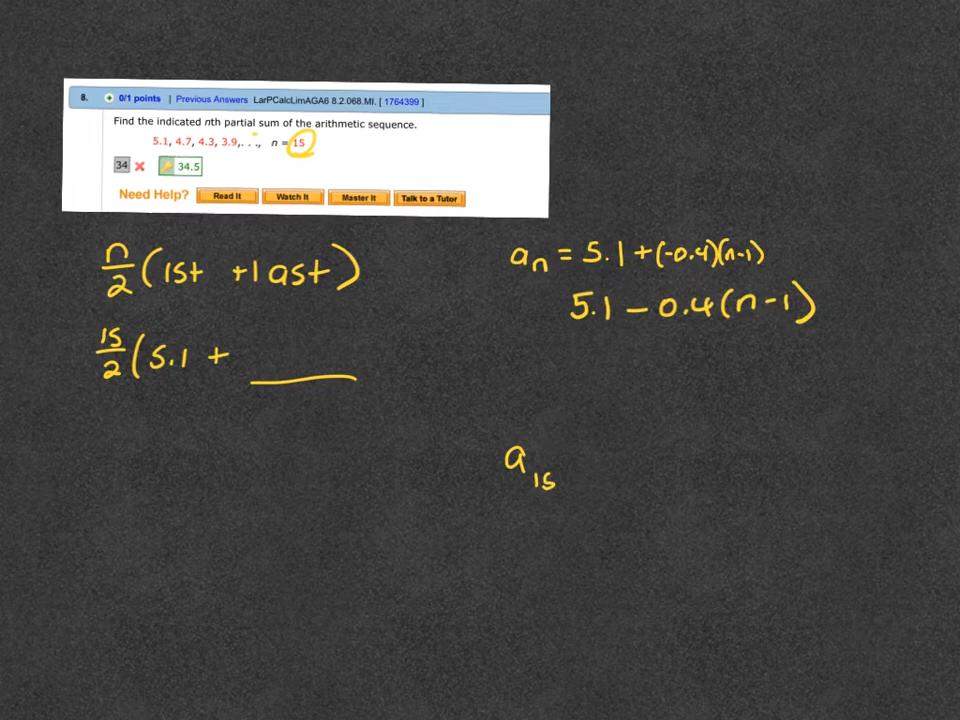 8. 0/1 points | Previous Answers LarPCalcLimAGA6 8.2.068.MI. [ 1764399 ]
Find the indicated nth partial sum of the arithmetic sequence.
5.1, 4.7, 4.3, 3.9,. . ., n = 15
34 34.5
Need Help? Read It Watch It Master It Talk to a Tutor
n/2 (1st + last)
15/2 (5.1 + ____
aₙ = 5.1 + (-0.4)(n-1)
5.1 - 0.4(n-1)
a₁₅